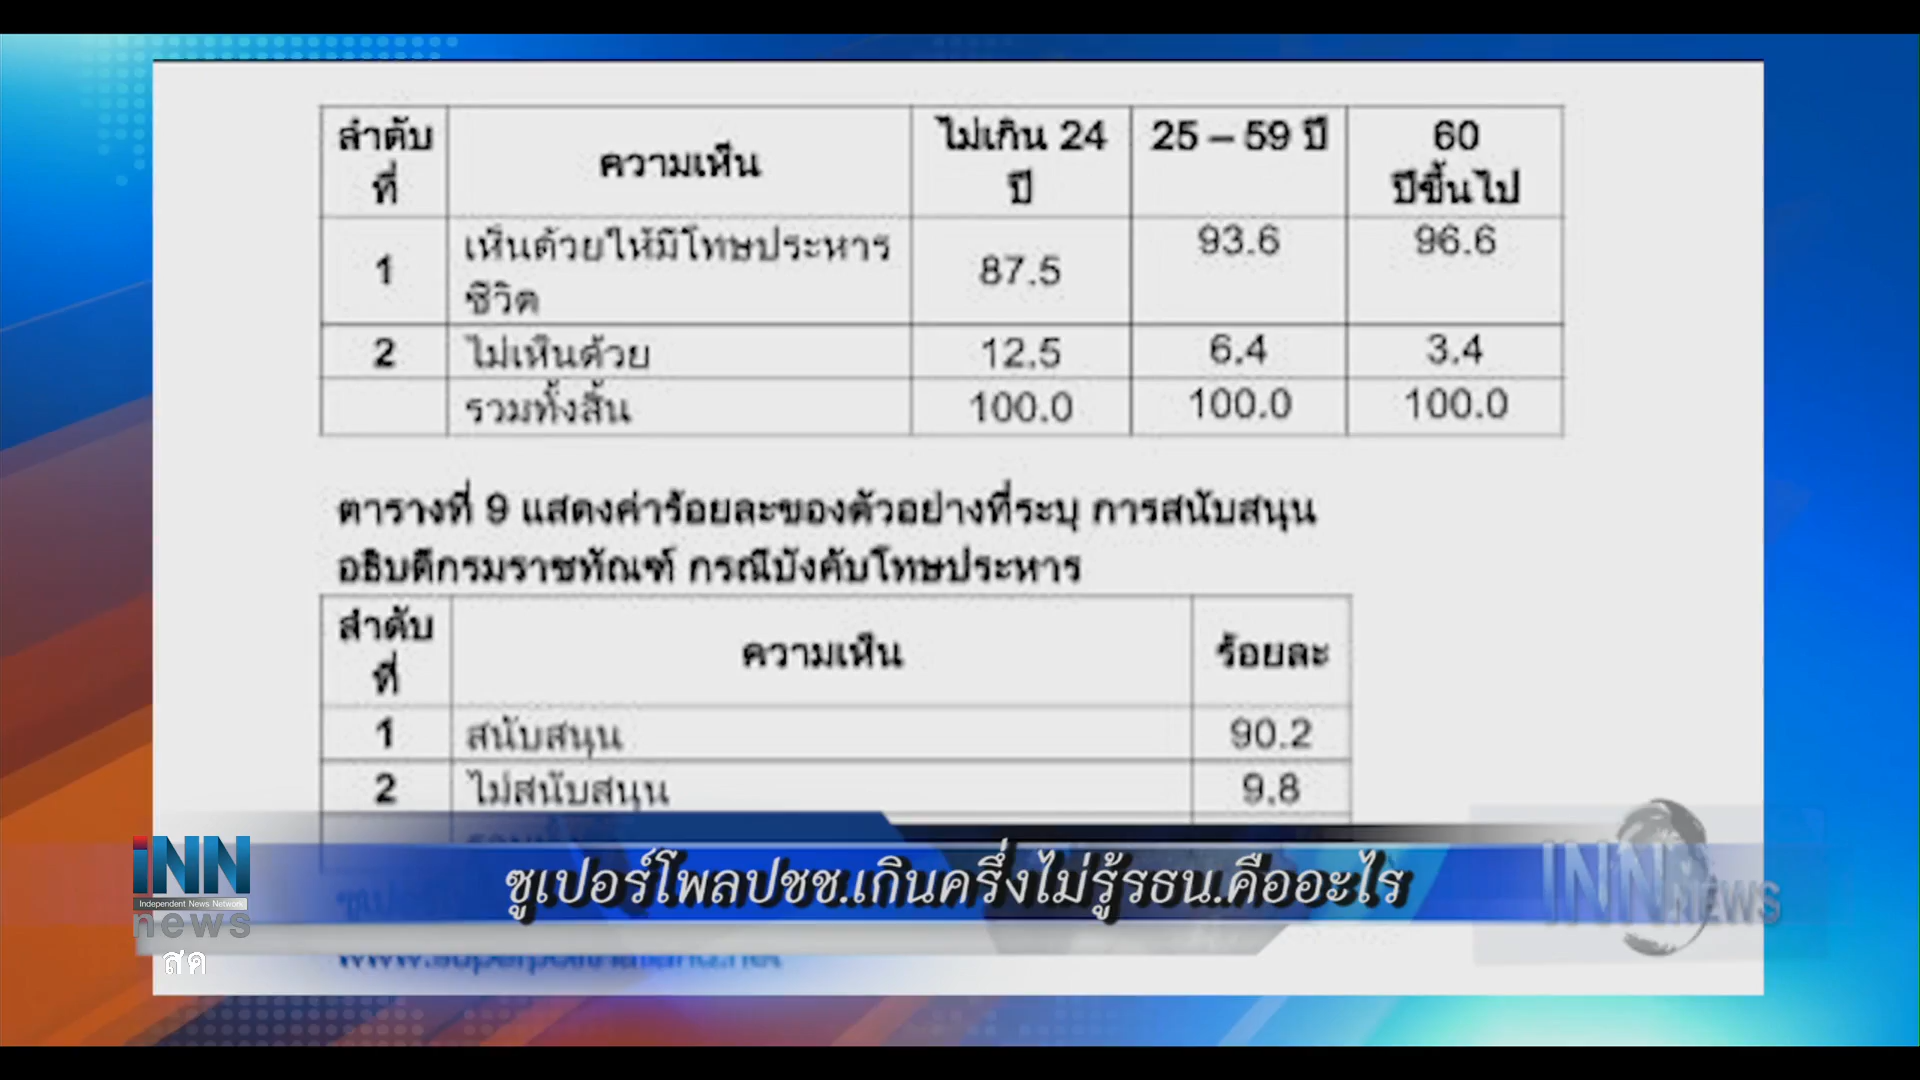 ลำดับ ที่ ความเห็น ไม่เกิน 24 ปี 25 – 59 ปี 60 ปีขึ้นไป
1 เห็นด้วยให้มีโทษประหาร ชีวิต 87.5 93.6 96.6
2 ไม่เห็นด้วย 12.5 6.4 3.4
รวมทั้งสิ้น 100.0 100.0 100.0
ตารางที่ 9 แสดงค่าร้อยละของตัวอย่างที่ระบุ การสนับสนุน
อธิบดีกรมราชทัณฑ์ กรณีบังคับโทษประหาร
ลำดับ ที่ ความเห็น ร้อยละ
1 สนับสนุน 90.2
2 ไม่สนับสนุน 9.8
ซูเปอร์โพลปชช.เกินครึ่งไม่รู้รธน.คืออะไร
iNN
Independent News Network
news
สด
INN NEWS